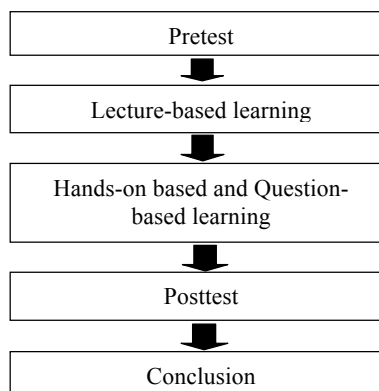 Pretest
Lecture-based learning
Hands-on based and Question-
based learning
Posttest
Conclusion